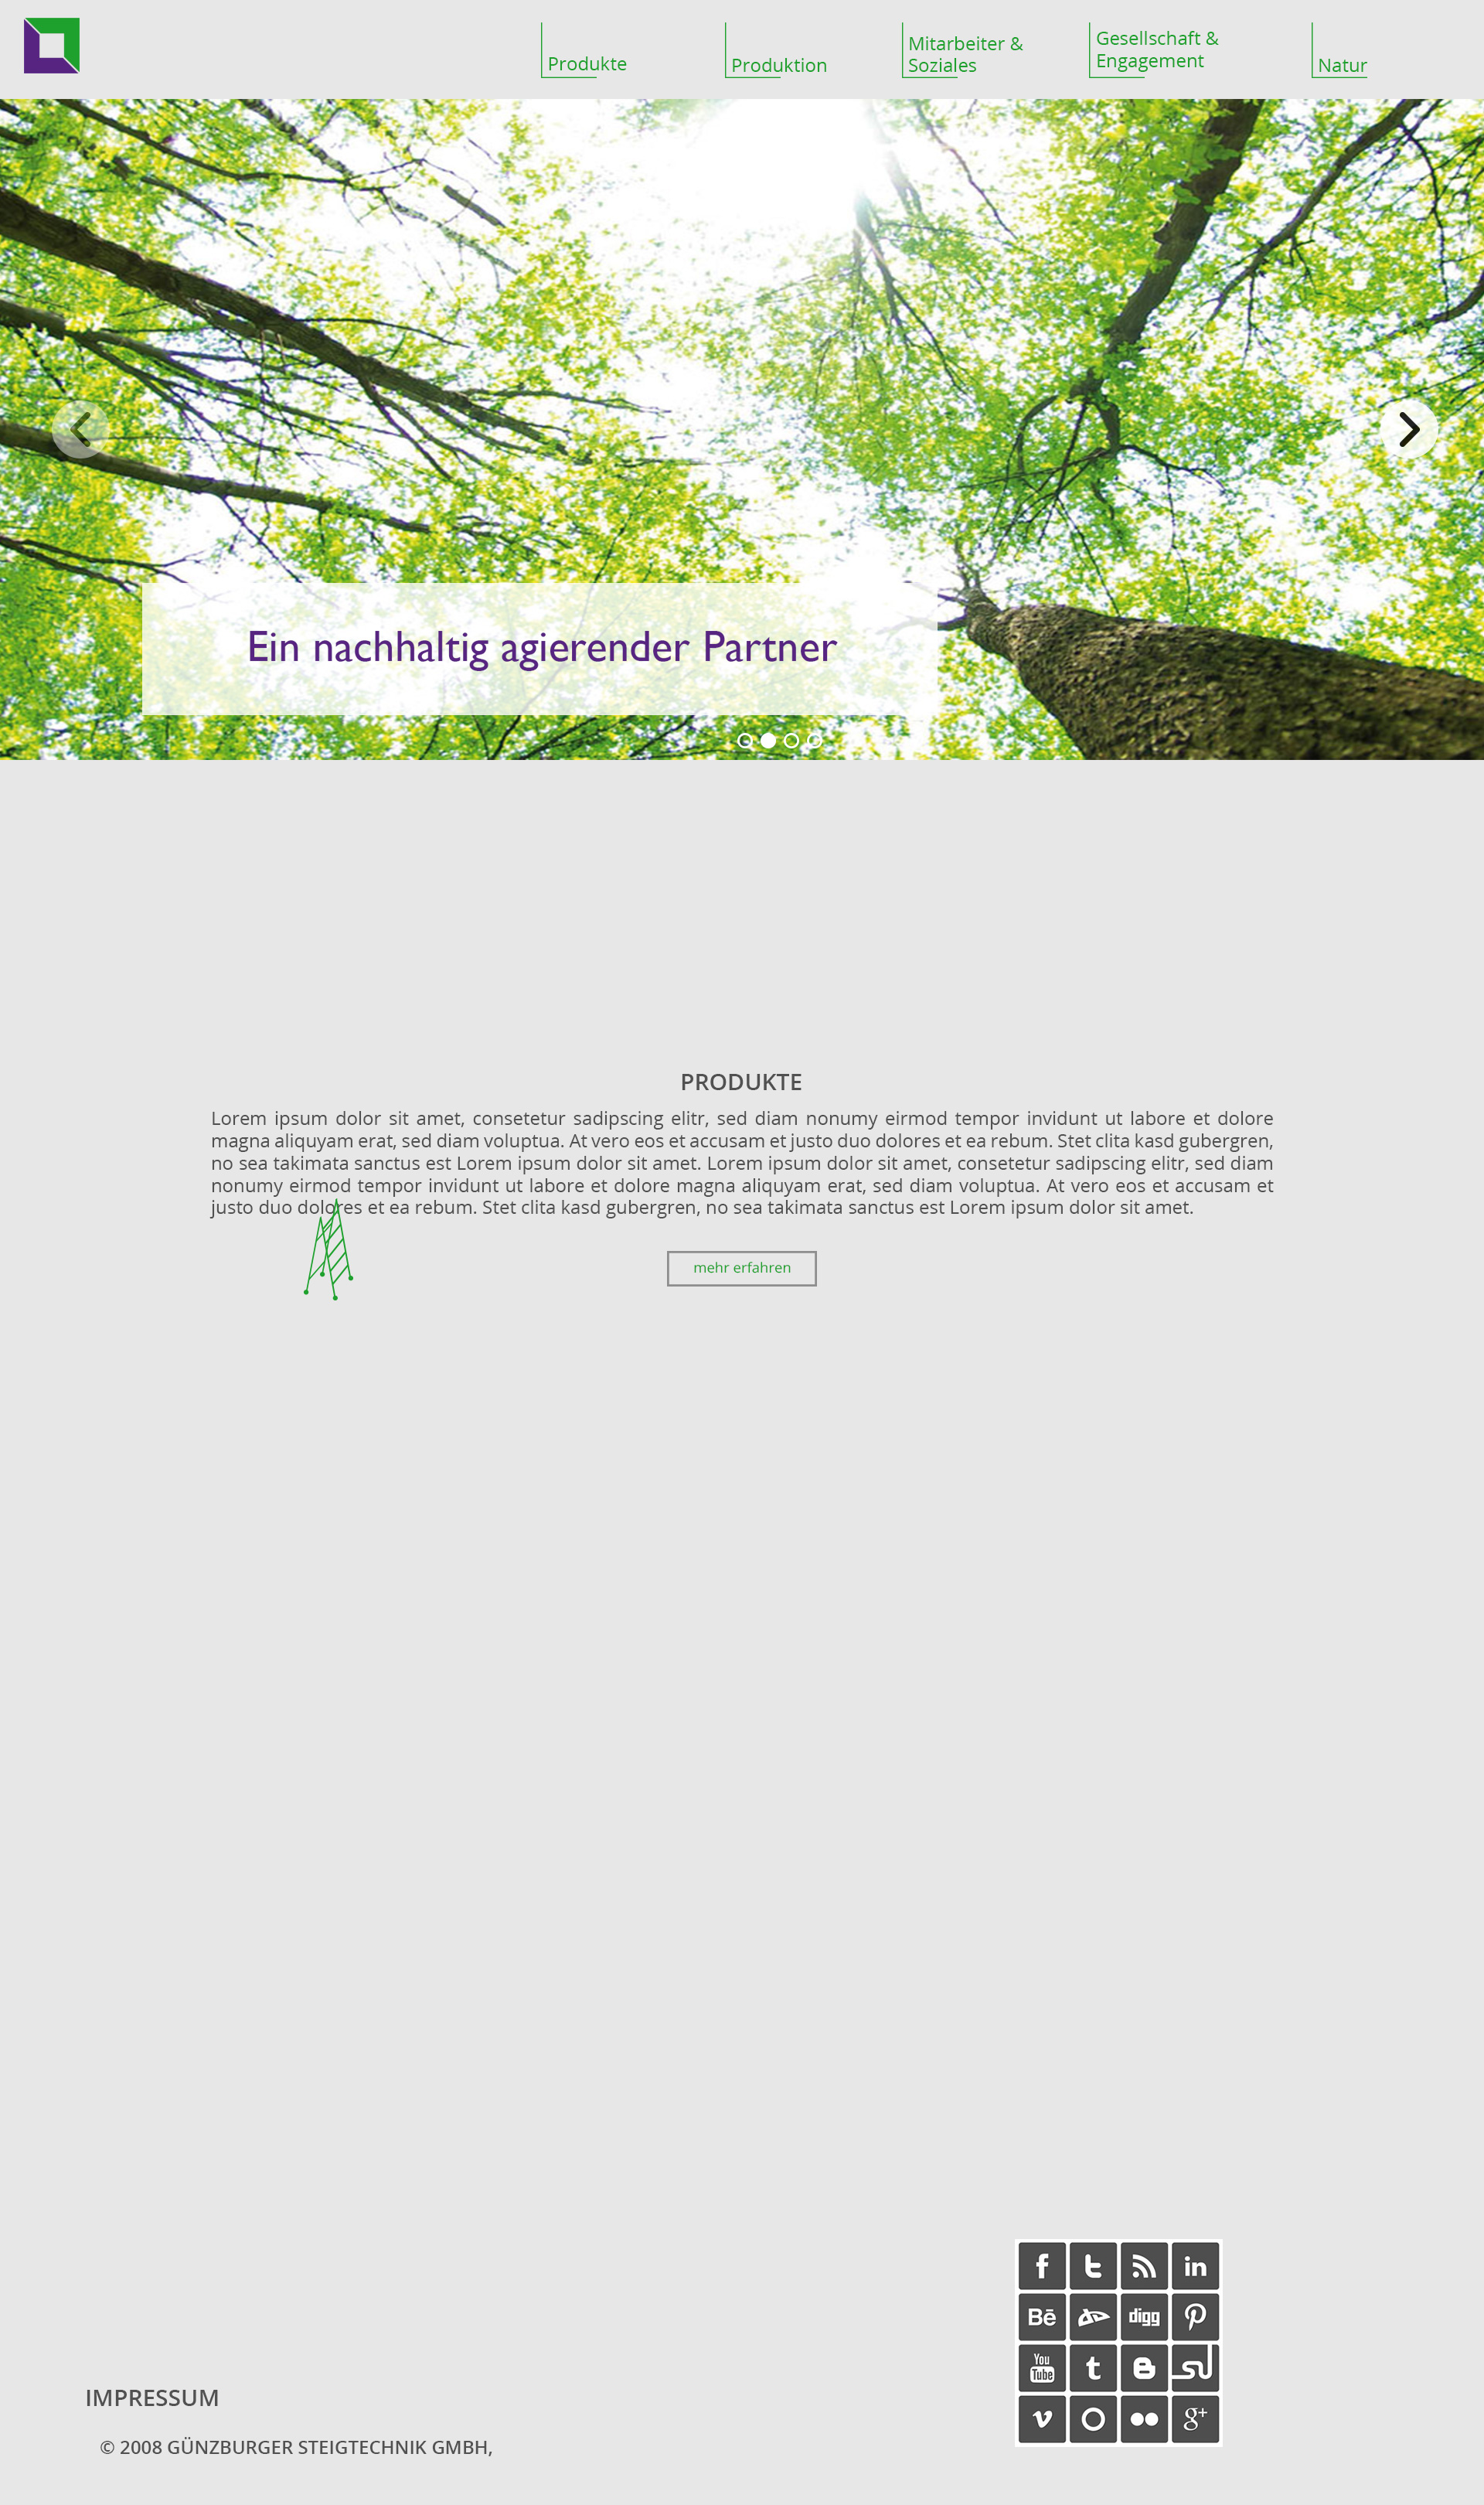 Produkte
Produktion
Mitarbeiter &
Soziales
Gesellschaft &
Engagement
Natur
Ein nachhaltig agierender Partner
PRODUKTE
Lorem ipsum dolor sit amet, consetetur sadipscing elitr, sed diam nonumy eirmod tempor invidunt ut labore et dolore
magna aliquyam erat, sed diam voluptua. At vero eos et accusam et justo duo dolores et ea rebum. Stet clita kasd gubergren,
no sea takimata sanctus est Lorem ipsum dolor sit amet. Lorem ipsum dolor sit amet, consetetur sadipscing elitr, sed diam
nonumy eirmod tempor invidunt ut labore et dolore magna aliquyam erat, sed diam voluptua. At vero eos et accusam et
justo duo dolores et ea rebum. Stet clita kasd gubergren, no sea takimata sanctus est Lorem ipsum dolor sit amet.
mehr erfahren
f t in
Bē digg
You
Tube t B
v g+
IMPRESSUM
© 2008 GÜNZBURGER STEIGTECHNIK GMBH,